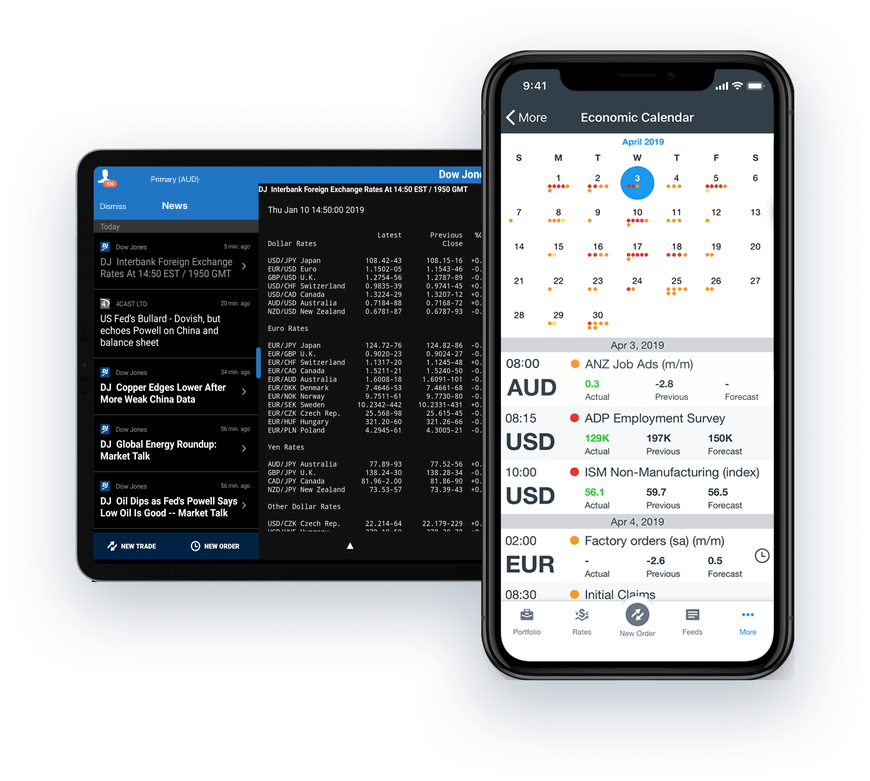 TW
Primary (AUD)
Dow Jone
Dismiss
News
Today
Dow Jones
5 min. ago
DJ Interbank Foreign Exchange
Rates At 14:50 EST / 1950 GMT
4CAST LTD
20 min. ago
US Fed's Bullard - Dovish, but
echoes Powell on China and
balance sheet
Dow Jones
34 min. ago
DJ Copper Edges Lower After
More Weak China Data
Dow Jones
56 min. ago
DJ Global Energy Roundup:
Market Talk
Dow Jones
56 min. ago
DJ Oil Dips as Fed's Powell Says
Low Oil Is Good -- Market Talk
NEW TRADE
NEW ORDER
DJ Interbank Foreign Exchange Rates At 14:50 EST / 1950 GMT
Thu Jan 10 14:50:00 2019
Latest Previous %C
Dollar Rates Close
USD/JPY Japan 108.42-43 108.15-16 +0.
EUR/USD Euro 1.1502-05 1.1543-46 -0.
GBP/USD U.K. 1.2754-56 1.2787-89 -0.
USD/CHF Switzerland 0.9835-39 0.9741-45 +0.
USD/CAD Canada 1.3224-29 1.3207-12 +0.
AUD/USD Australia 0.7184-88 0.7168-72 +0.
NZD/USD New Zealand 0.6781-87 0.6787-93 -0.
Euro Rates
EUR/JPY Japan 124.72-76 124.82-86 -0.
EUR/GBP U.K. 0.9020-23 0.9024-27 -0.
EUR/CHF Switzerland 1.1317-20 1.1245-48 +0.
EUR/CAD Canada 1.5211-21 1.5240-50 -0.
EUR/AUD Australia 1.6008-18 1.6091-101 -0.
EUR/DKK Denmark 7.4646-53 7.4661-68 -0.
EUR/NOK Norway 9.7511-61 9.7730-80 -0.
EUR/SEK Sweden 10.2342-442 10.2331-431 +0.
EUR/CZK Czech Rep. 25.568-98 25.615-45 -0.
EUR/HUF Hungary 321.20-60 321.26-66 -0.
EUR/PLN Poland 4.2945-61 4.3005-21 -0.
Yen Rates
AUD/JPY Australia 77.89-93 77.52-56 +0.
GBP/JPY U.K. 138.24-30 138.28-34 -0.
CAD/JPY Canada 81.96-2.00 81.86-90 +0.
NZD/JPY New Zealand 73.53-57 73.39-43 +0.
Other Dollar Rates
USD/CZK Czech Rep. 22.214-64 22.179-229 +0.
9:41
More
Economic Calendar
April 2019
S M T W T F S
1 2 3 4 5 6
7 8 9 10 11 12 13
14 15 16 17 18 19 20
21 22 23 24 25 26 27
28 29 30
Apr 3, 2019
08:00 ANZ Job Ads (m/m)
AUD 0.3 -2.8 -
Actual Previous Forecast
08:15 ADP Employment Survey
USD 129K 197K 150K
Actual Previous Forecast
10:00 ISM Non-Manufacturing (index)
USD 56.1 59.7 56.5
Actual Previous Forecast
Apr 4, 2019
02:00 Factory orders (sa) (m/m)
EUR - -2.6 0.5
Actual Previous Forecast
08:30 Initial Claims
Portfolio Rates New Order Feeds More